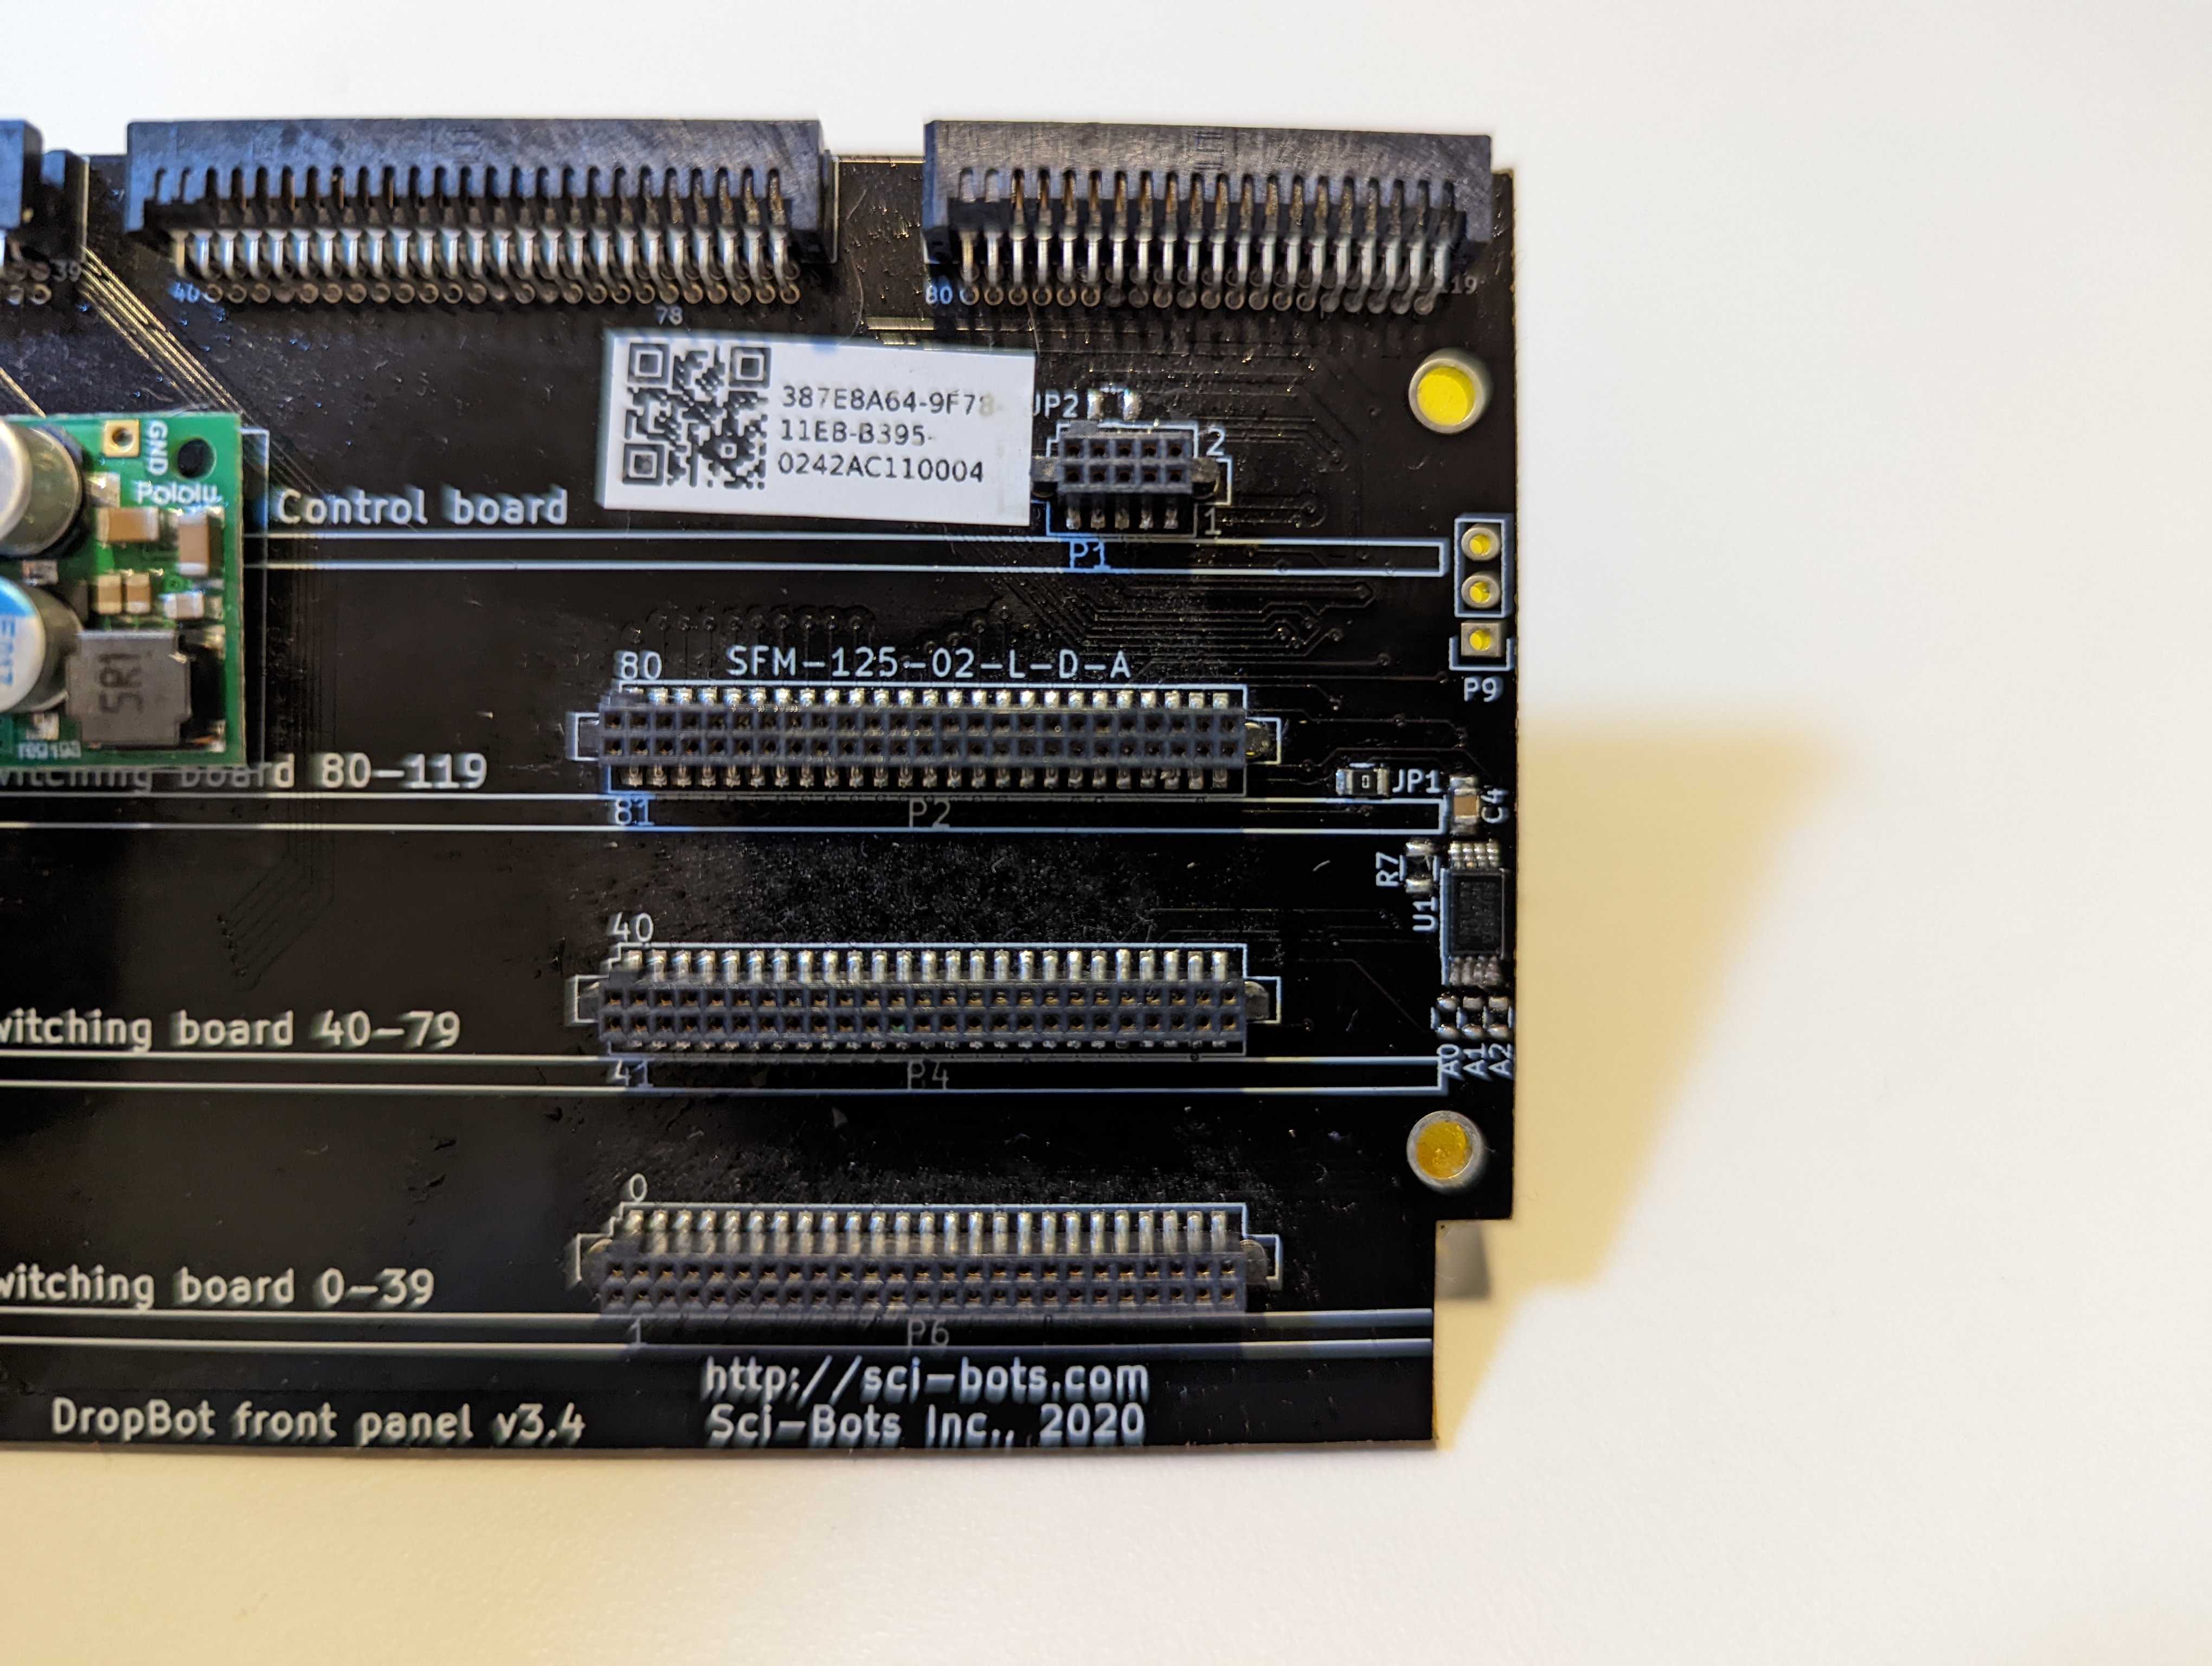 39
40
78
80
119
387E8A64-9F78-
11EB-B395-
0242AC110004
JP2
2
1
P1
GND
Pololu
Control board
5R1
80
SFM-125-02-L-D-A
P9
witching board 80-119
81
P2
JP1
C4
R7
U1
40
witching board 40-79
41
P4
A0
A1
A2
0
witching board 0-39
1
P6
http://sci-bots.com
DropBot front panel v3.4
Sci-Bots Inc., 2020